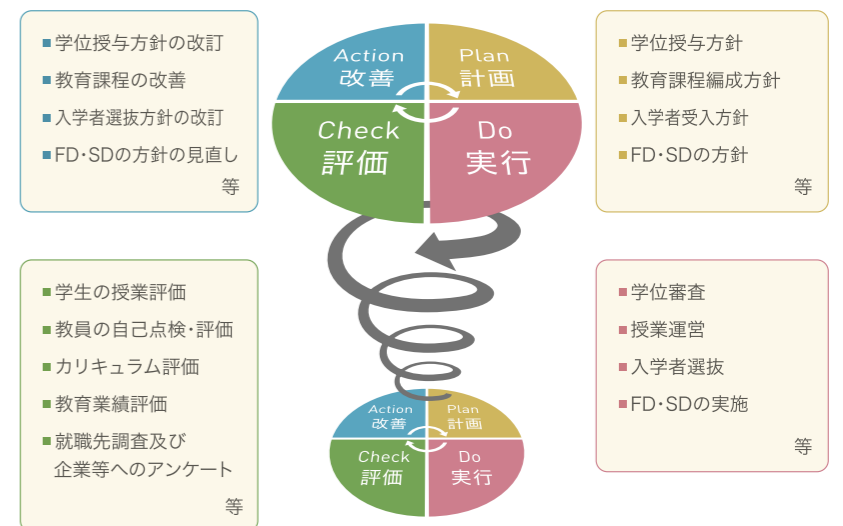 ■学位授与方針の改訂
■教育課程の改善
■入学者選抜方針の改訂
■FD・SDの方針の見直し
等
Action
改善
Plan
計画
Check
評価
Do
実行
■学位授与方針
■教育課程編成方針
■入学者受入方針
■FD・SDの方針
等
■学生の授業評価
■教員の自己点検・評価
■カリキュラム評価
■教育業績評価
■就職先調査及び
企業等へのアンケート
等
Action
改善
Plan
計画
Check
評価
Do
実行
■学位審査
■授業運営
■入学者選抜
■FD・SDの実施
等